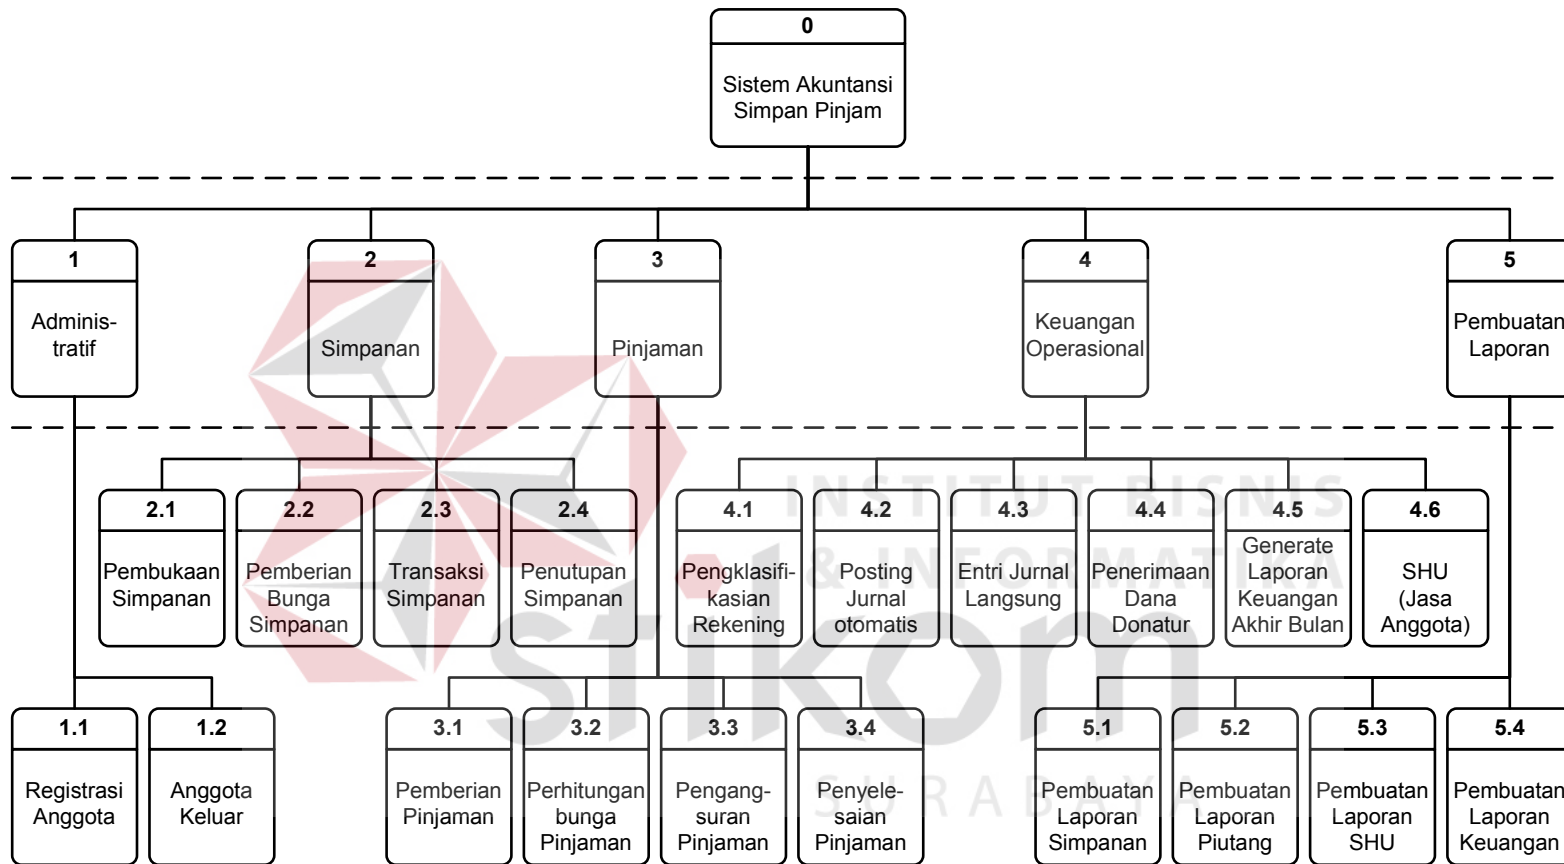 0
Sistem Akuntansi
Simpan Pinjam
1
Adminis-
tratif
2
Simpanan
3
Pinjaman
4
Keuangan
Operasional
5
Pembuatan
Laporan
2.1
Pembukaan
Simpanan
2.2
Pemberian
Bunga
Simpanan
2.3
Transaksi
Simpanan
2.4
Penutupan
Simpanan
4.1
Pengklasifi-
kasian
Rekening
4.2
Posting
Jurnal
otomatis
4.3
Entri Jurnal
Langsung
4.4
Penerimaan
Dana
Donatur
4.5
Generate
Laporan
Keuangan
Akhir Bulan
4.6
SHU
(Jasa
Anggota)
1.1
Registrasi
Anggota
1.2
Anggota
Keluar
3.1
Pemberian
Pinjaman
3.2
Perhitungan
bunga
Pinjaman
3.3
Pengang-
suran
Pinjaman
3.4
Penyele-
saian
Pinjaman
5.1
Pembuatan
Laporan
Simpanan
5.2
Pembuatan
Laporan
Piutang
5.3
Pembuatan
Laporan
SHU
5.4
Pembuatan
Laporan
Keuangan
INSTITUT BISNIS
& INFORMATIKA
stikom
SURABAYA